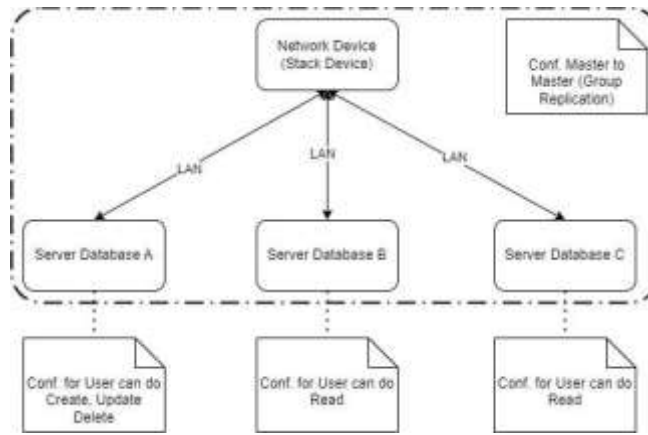 Network Device
(Stack Device)
Conf. Master to
Master (Group
Replication)
LAN
LAN
LAN
Server Database A
Server Database B
Server Database C
Conf. for User can do
Create, Update
Delete
Conf. for User can do
Read
Conf. for User can do
Read